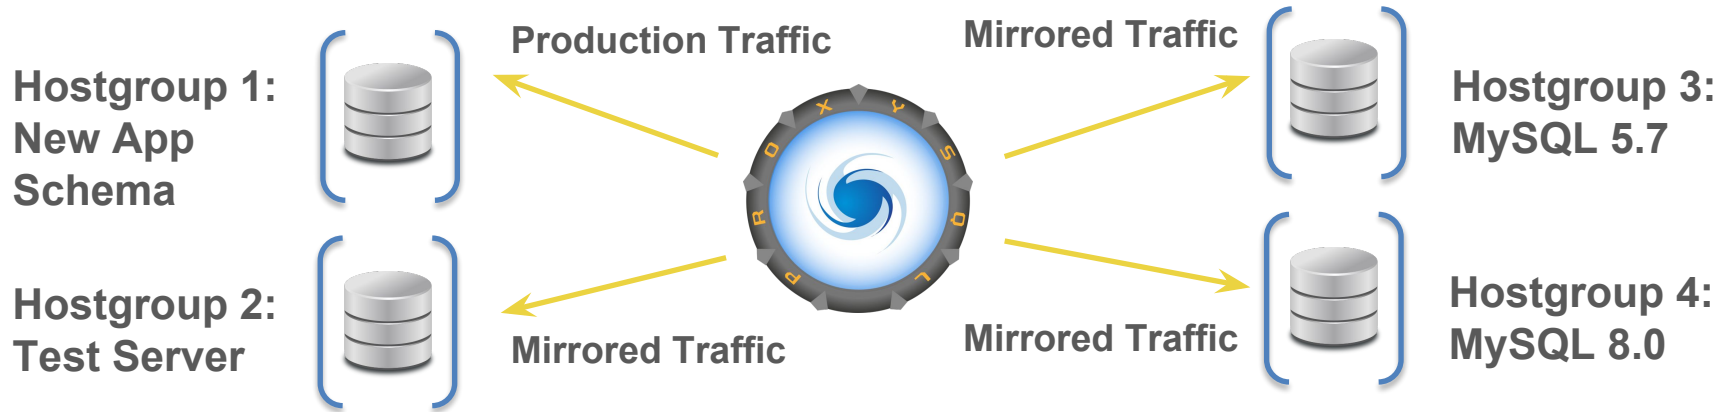 Production Traffic
Mirrored Traffic
Hostgroup 1:
New App
Schema
Hostgroup 3:
MySQL 5.7
PROXYSQL
Hostgroup 2:
Test Server
Mirrored Traffic
Mirrored Traffic
Hostgroup 4:
MySQL 8.0